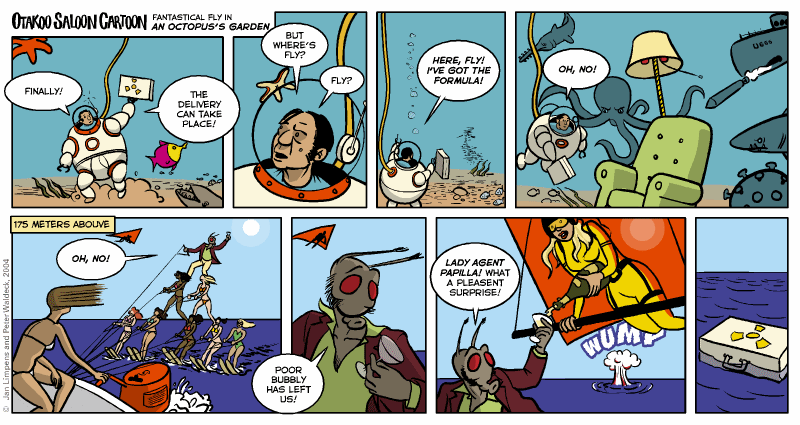 OTAKOO SALOON CARTOON
FANTASTICAL FLY IN
AN OCTOPUS'S GARDEN
FINALLY!
THE
DELIVERY
CAN TAKE
PLACE!
BUT
WHERE'S
FLY?
FLY?
HERE, FLY!
I'VE GOT THE
FORMULA!
OH, NO!
U666
175 METERS ABOUVE
OH, NO!
POOR
BUBBLY
HAS LEFT
US!
LADY AGENT
PAPILLA! WHAT
A PLEASENT
SURPRISE!
WUMP
© Jan Limpens and Peter Waldeck, 2004